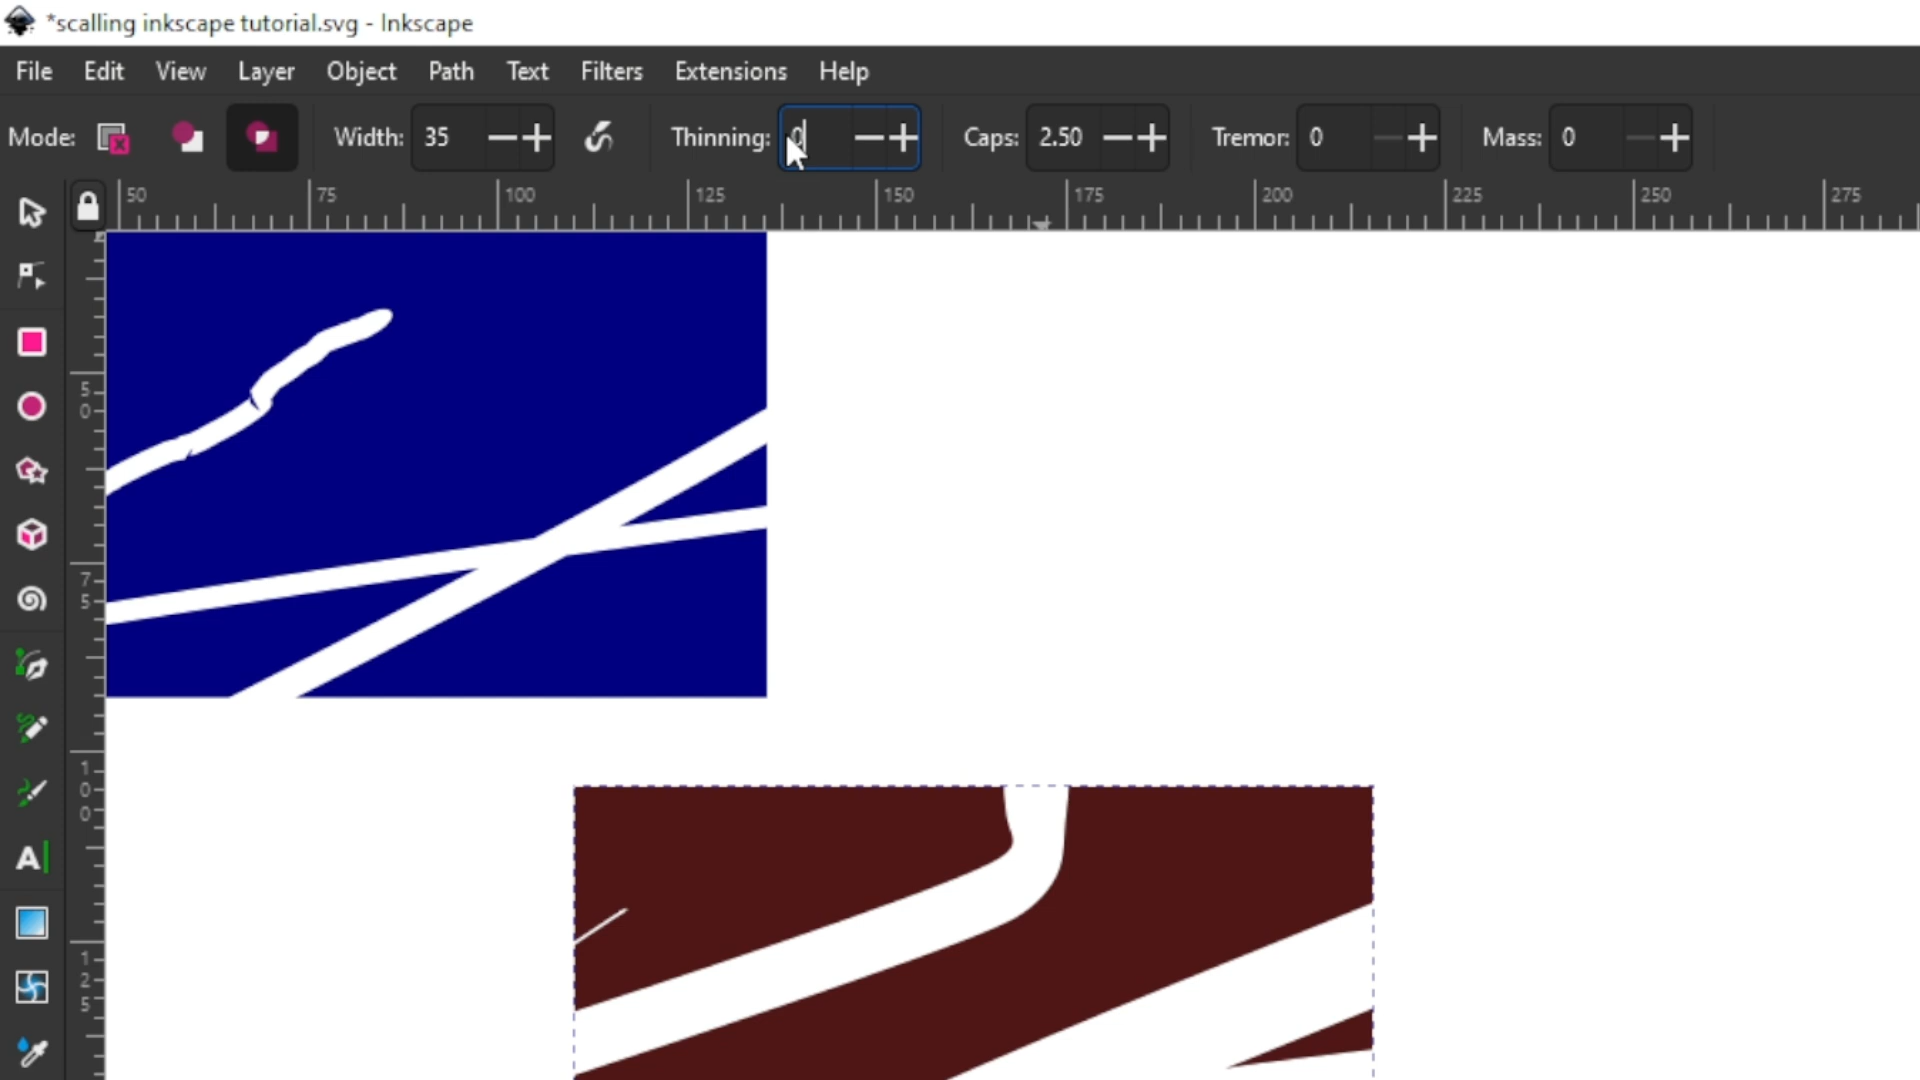 *scalling inkscape tutorial.svg - Inkscape
File Edit View Layer Object Path Text Filters Extensions Help
Mode: Width: 35 Thinning: 0 Caps: 2.50 Tremor: 0 Mass: 0
50 75 100 125 150 175 200 225 250 275
50
75
100
125